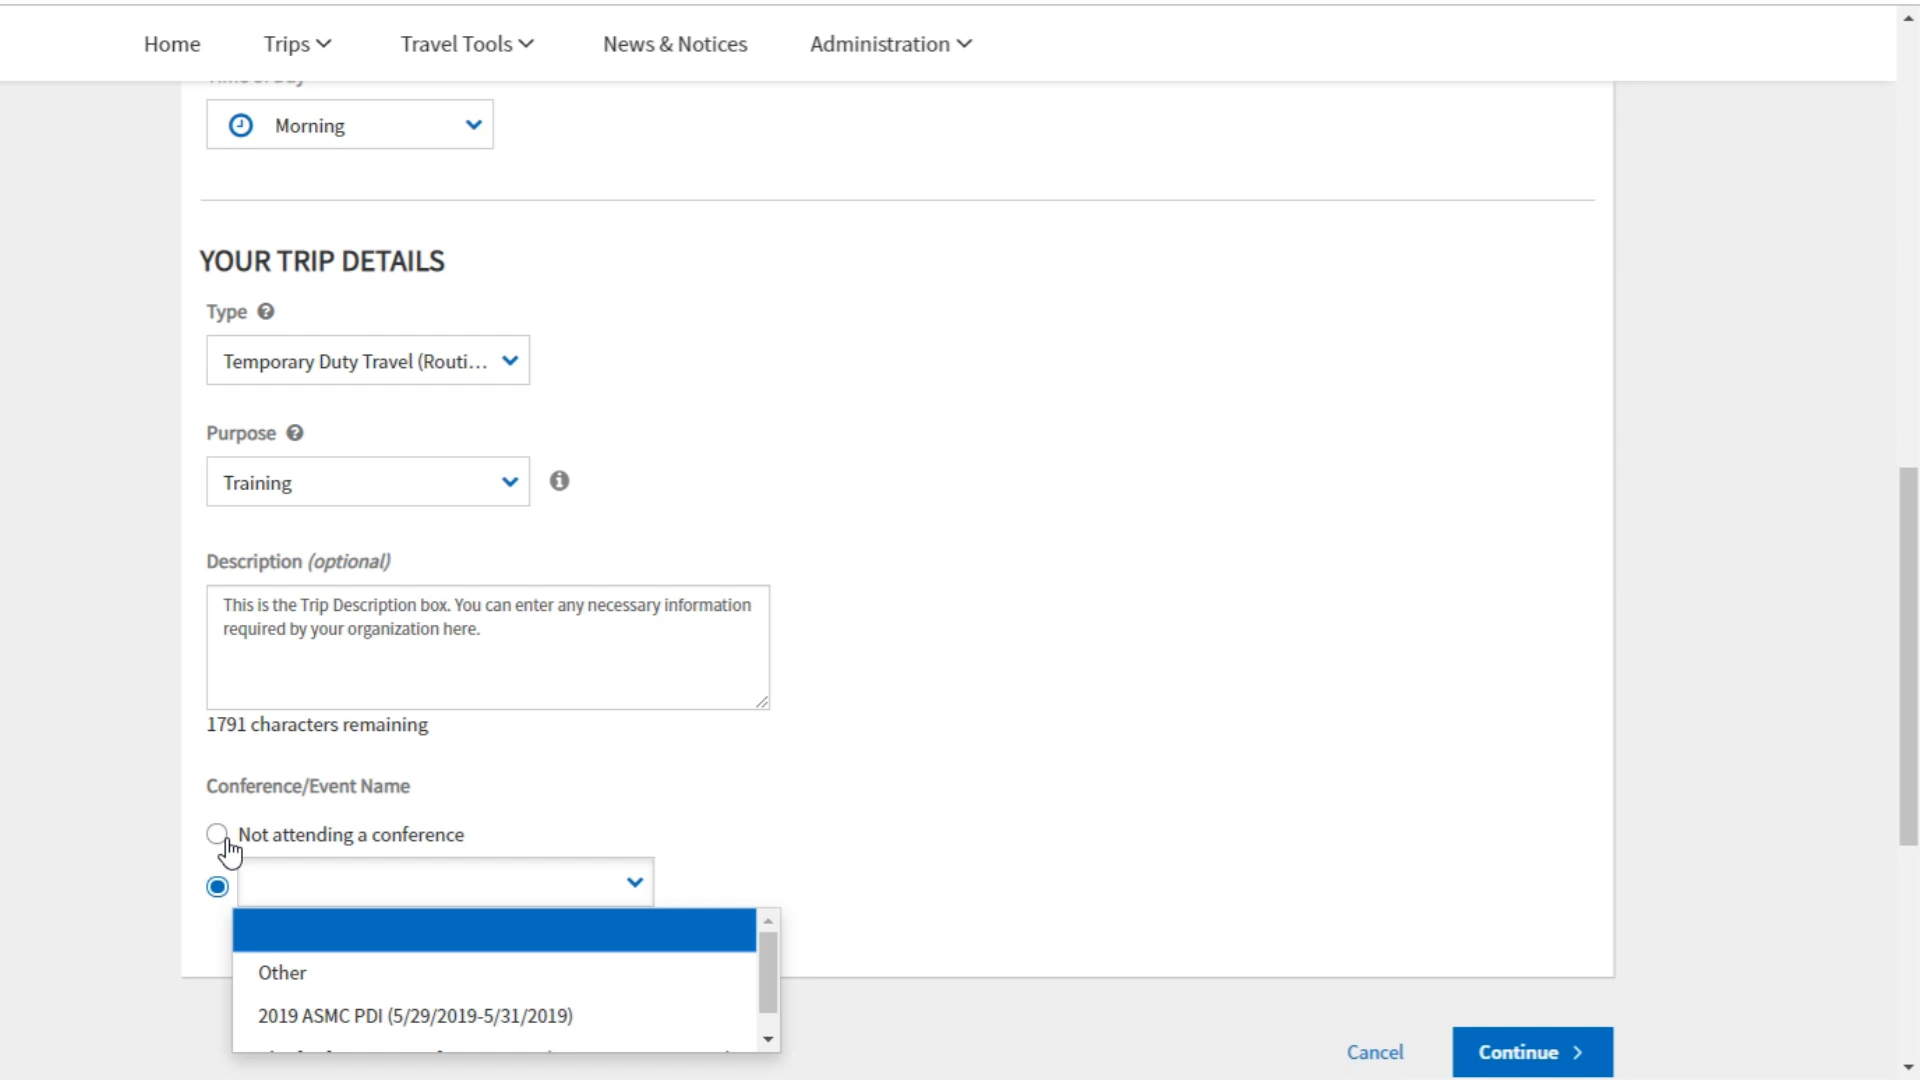 Home
Trips
Travel Tools
News & Notices
Administration
Morning
YOUR TRIP DETAILS
Type
Temporary Duty Travel (Routi...
Purpose
Training
Description (optional)
This is the Trip Description box. You can enter any necessary information
required by your organization here.
1791 characters remaining
Conference/Event Name
Not attending a conference
Other
2019 ASMC PDI (5/29/2019-5/31/2019)
Cancel
Continue